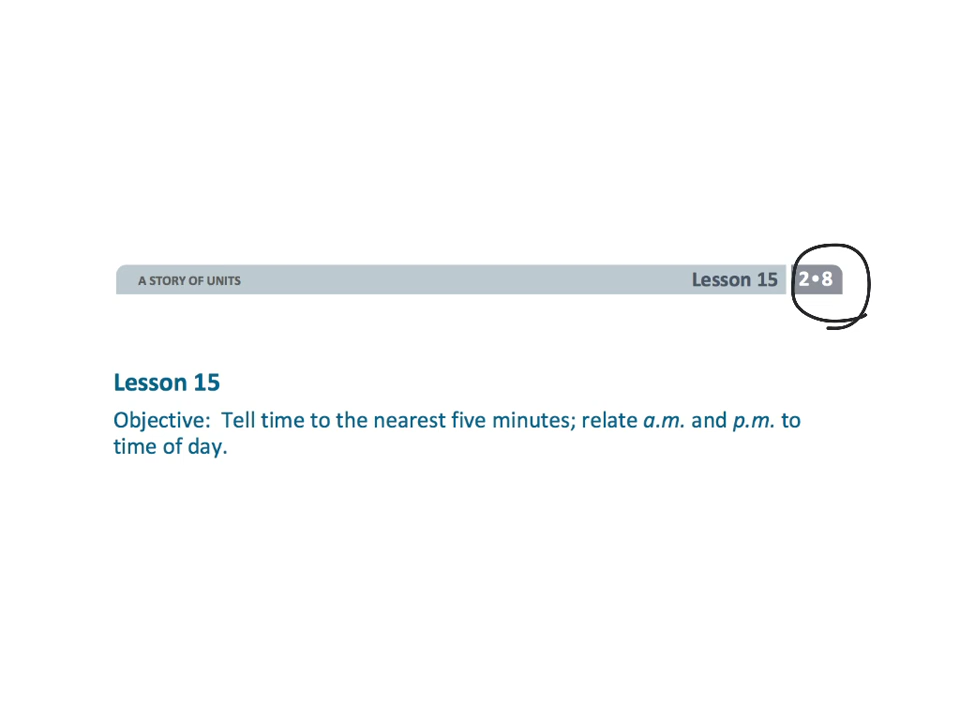 A STORY OF UNITS
Lesson 15
2•8
Lesson 15
Objective:  Tell time to the nearest five minutes; relate a.m. and p.m. to
time of day.